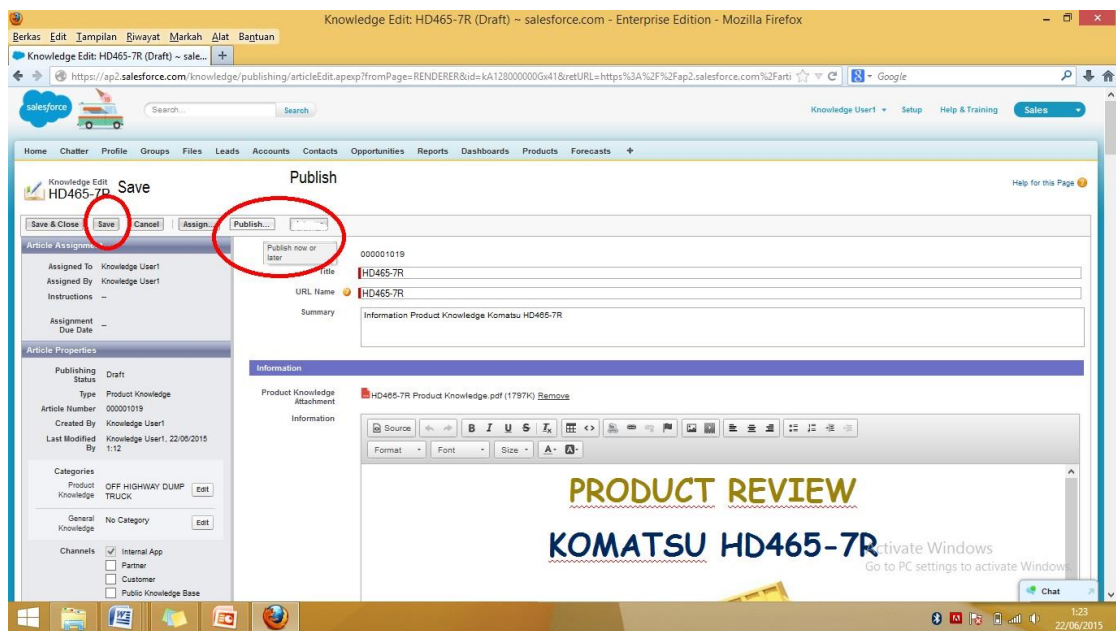 Knowledge Edit: HD465-7R (Draft) ~ salesforce.com - Enterprise Edition - Mozilla Firefox
Berkas Edit Tampilan Riwayat Markah Alat Bantuan
Knowledge Edit: HD465-7R (Draft) ~ sale... +
https://ap2.salesforce.com/knowledge/publishing/articleEdit.apexp?fromPage=RENDERER&id=kA128000000Gx41&retURL=https%3A%2F%2Fap2.salesforce.com%2Farti Google
salesforce Search... Search Knowledge User1 Setup Help & Training Sales
Home Chatter Profile Groups Files Leads Accounts Contacts Opportunities Reports Dashboards Products Forecasts +
Knowledge Edit
HD465-7R Save Publish Help for this Page
Save & Close Save Cancel Assign... Publish...
Publish now or
later
Article Assignment
Assigned To Knowledge User1
Assigned By Knowledge User1
Instructions –
Assignment
Due Date –
000001019
Title HD465-7R
URL Name HD465-7R
Summary Information Product Knowledge Komatsu HD465-7R
Article Properties
Publishing
Status Draft
Type Product Knowledge
Article Number 000001019
Created By Knowledge User1
Last Modified
By Knowledge User1, 22/06/2015
1:12
Categories
Product
Knowledge OFF HIGHWAY DUMP
TRUCK Edit
General
Knowledge No Category Edit
Channels Internal App
Partner
Customer
Public Knowledge Base
Information
Product Knowledge
Attachment HD465-7R Product Knowledge.pdf (1797K) Remove
Information
Source B I U S Ix
Format Font Size A A
PRODUCT REVIEW
KOMATSU HD465-7R
Activate Windows
Go to PC settings to activate Windows.
Chat
1:23
22/06/2015